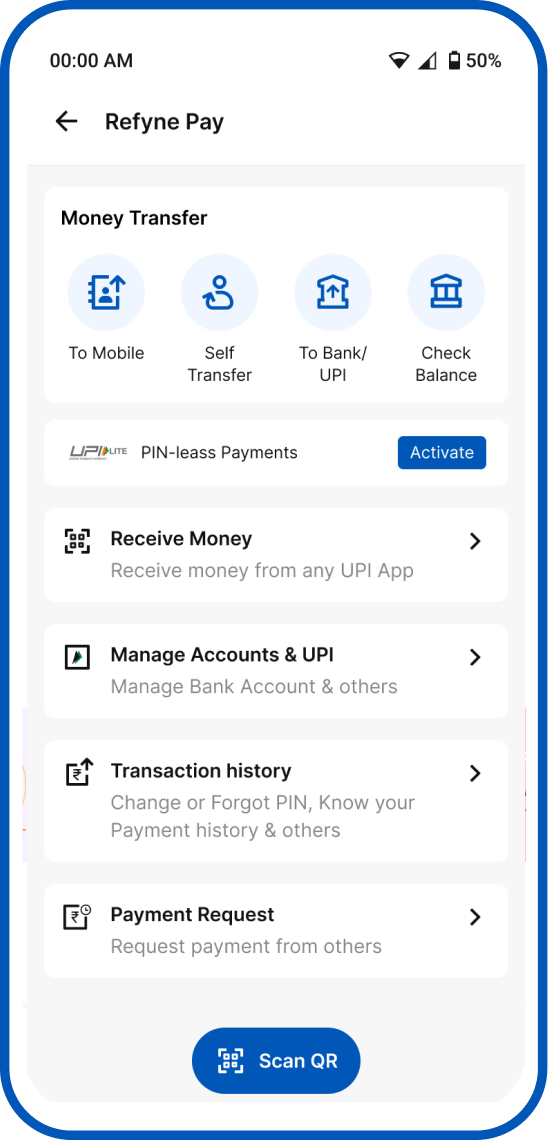 00:00 AM
50%
Refyne Pay
Money Transfer
To Mobile
Self
Transfer
To Bank/
UPI
Check
Balance
UPI LITE
PIN-leass Payments
Activate
Receive Money
Receive money from any UPI App
Manage Accounts & UPI
Manage Bank Account & others
Transaction history
Change or Forgot PIN, Know your
Payment history & others
Payment Request
Request payment from others
Scan QR